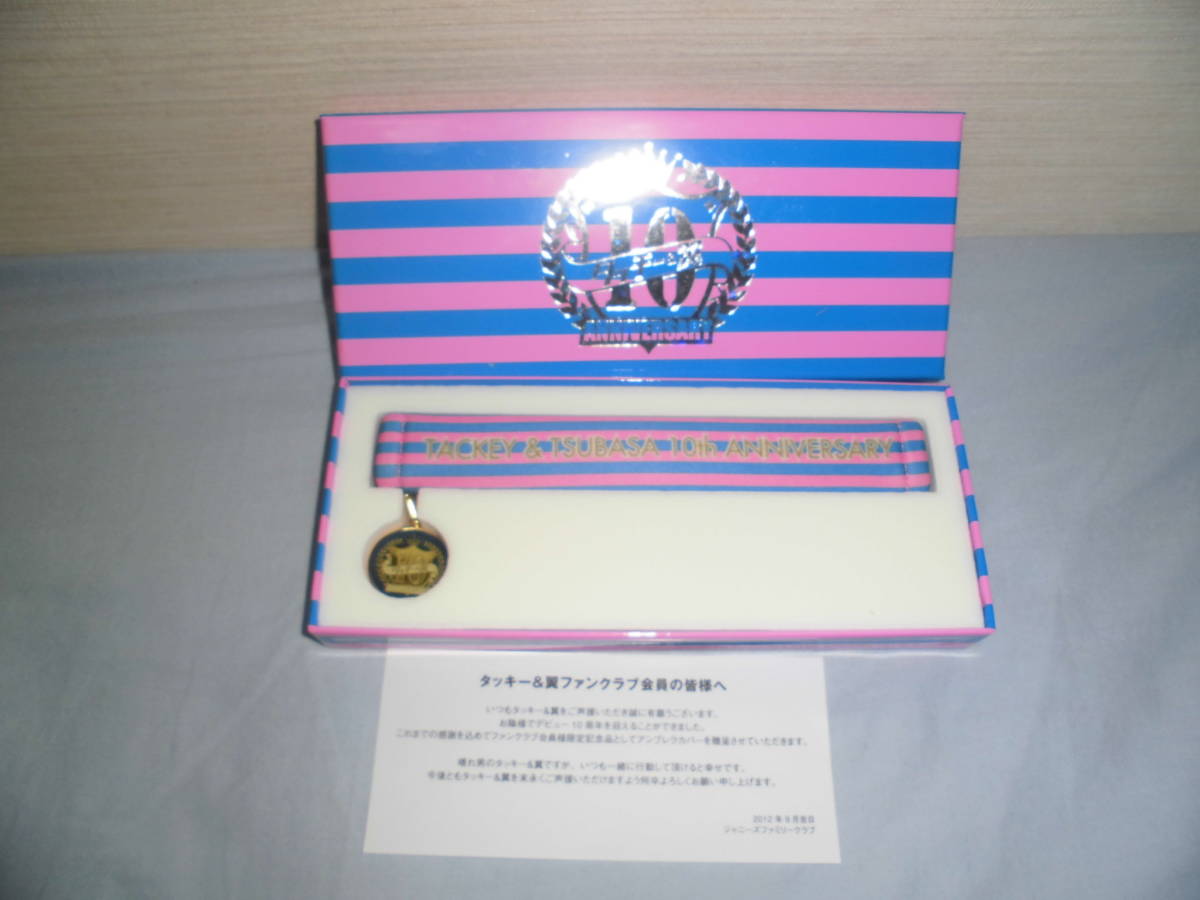 10
タッキー&翼
ANNIVERSARY
TACKEY & TSUBASA 10th ANNIVERSARY
10
タッキー&翼ファンクラブ会員の皆様へ
いつもタッキー&翼をご声援いただき誠に有難うございます。
お陰様でデビュー10周年を迎えることができました。
これまでの感謝を込めてファンクラブ会員様限定記念品としてアンブレラカバーを贈呈させていただきます。
晴れ男のタッキー&翼ですが、いつも一緒に行動して頂けると幸せです。
今後ともタッキー&翼を末永くご声援いただけますよう何卒よろしくお願い申し上げます。
2012年9月吉日
ジャニーズファミリークラブ